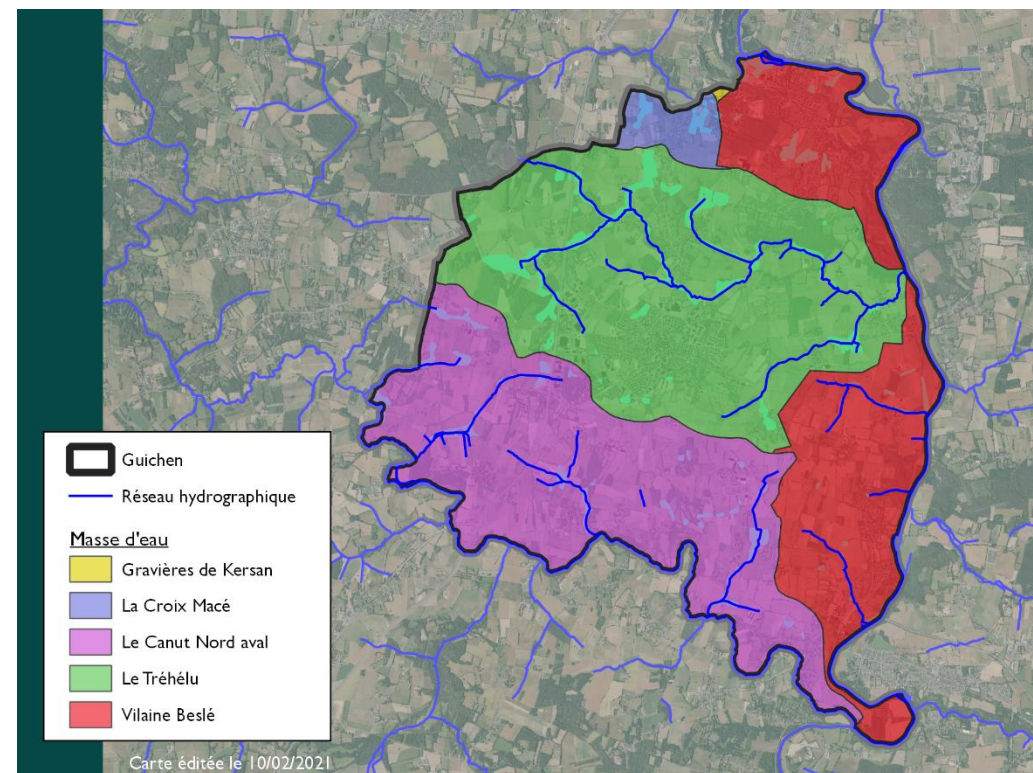 Guichen
Réseau hydrographique
Masse d'eau
Gravières de Kersan
La Croix Macé
Le Canut Nord aval
Le Tréhélu
Vilaine Beslé
Carte éditée le 10/02/2021